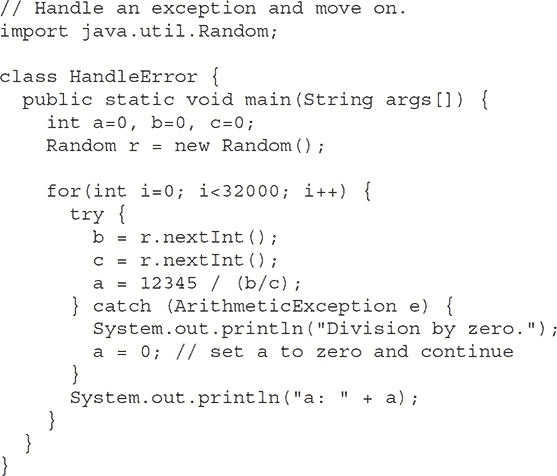 // Handle an exception and move on.
import java.util.Random;

class HandleError {
  public static void main(String args[]) {
    int a=0, b=0, c=0;
    Random r = new Random();

    for(int i=0; i<32000; i++) {
      try {
        b = r.nextInt();
        c = r.nextInt();
        a = 12345 / (b/c);
      } catch (ArithmeticException e) {
        System.out.println("Division by zero.");
        a = 0; // set a to zero and continue
      }
      System.out.println("a: " + a);
    }
  }
}